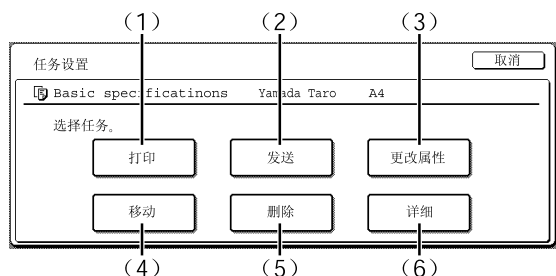 (1) (2) (3)
任务设置 取消
Basic specificatinons Yamada Taro A4
选择任务。
打印 发送 更改属性
移动 删除 详细
(4) (5) (6)